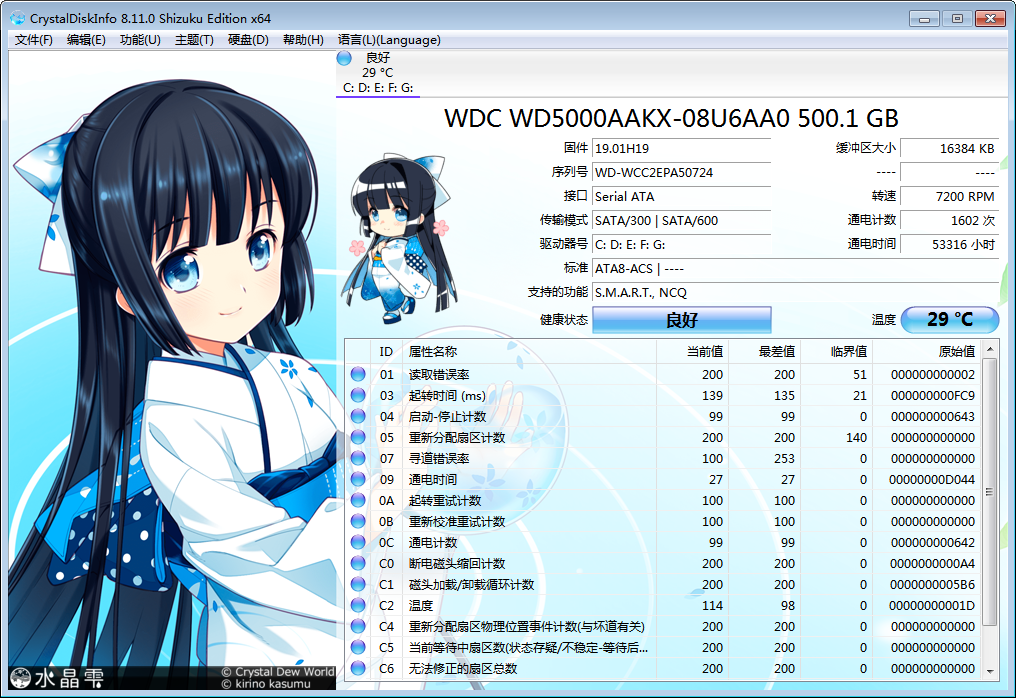 CrystalDiskInfo 8.11.0 Shizuku Edition x64
文件(F) 编辑(E) 功能(U) 主题(T) 硬盘(D) 帮助(H) 语言(L)(Language)
良好
29 °C
C: D: E: F: G:
WDC WD5000AAKX-08U6AA0 500.1 GB
固件 19.01H19 缓冲区大小 16384 KB
序列号 WD-WCC2EPA50724 ---- ----
接口 Serial ATA 转速 7200 RPM
传输模式 SATA/300 | SATA/600 通电计数 1602 次
驱动器号 C: D: E: F: G: 通电时间 53316 小时
标准 ATA8-ACS | ----
支持的功能 S.M.A.R.T., NCQ
健康状态 良好 温度 29 °C
ID 属性名称 当前值 最差值 临界值 原始值
01 读取错误率 200 200 51 000000000002
03 起转时间 (ms) 139 135 21 000000000FC9
04 启动-停止计数 99 99 0 000000000643
05 重新分配扇区计数 200 200 140 000000000000
07 寻道错误率 100 253 0 000000000000
09 通电时间 27 27 0 00000000D044
0A 起转重试计数 100 100 0 000000000000
0B 重新校准重试计数 100 100 0 000000000000
0C 通电计数 99 99 0 000000000642
C0 断电磁头缩回计数 200 200 0 0000000000A4
C1 磁头加载/卸载循环计数 200 200 0 0000000005B6
C2 温度 114 98 0 00000000001D
C4 重新分配扇区物理位置事件计数(与坏道有关) 200 200 0 000000000000
C5 当前等待中扇区数(状态存疑/不稳定-等待后... 200 200 0 000000000000
C6 无法修正的扇区总数 200 200 0 000000000000
水晶雫
© Crystal Dew World
© kirino kasumu